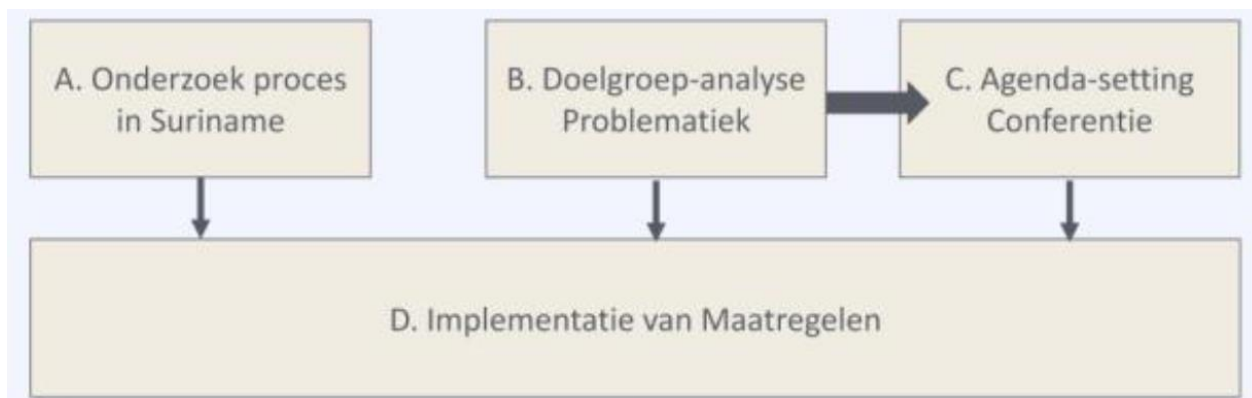 A. Onderzoek proces
in Suriname
B. Doelgroep-analyse
Problematiek
C. Agenda-setting
Conferentie
D. Implementatie van Maatregelen